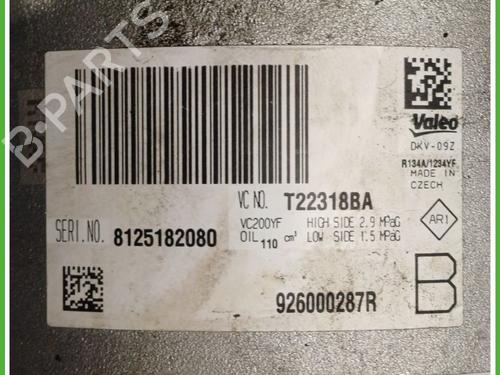 B-PARTS
Valeo
DKV-09Z
R134A/1234YF
MADE IN
CZECH
VC NO. T22318BA
SERI.NO. 8125182080
VC200YF HIGH SIDE 2.9 MPaG
OIL 110 cm³ LOW SIDE 1.5 MPaG
AR1
926000287R
B